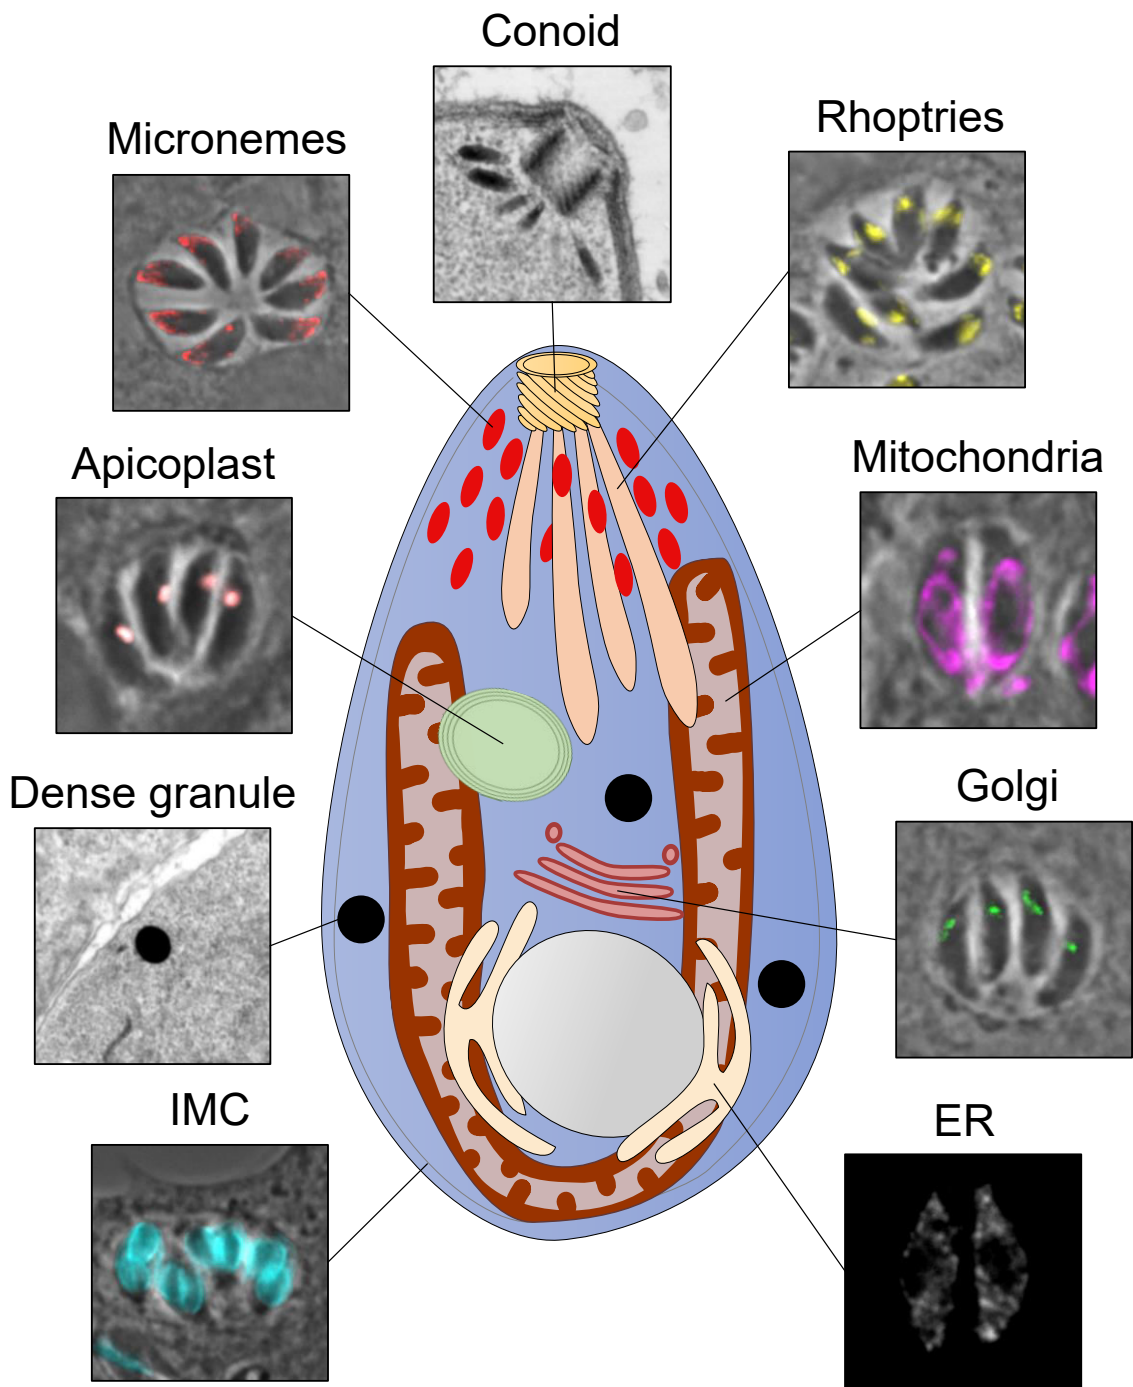 Conoid
Micronemes
Rhoptries
Apicoplast
Mitochondria
Dense granule
Golgi
IMC
ER